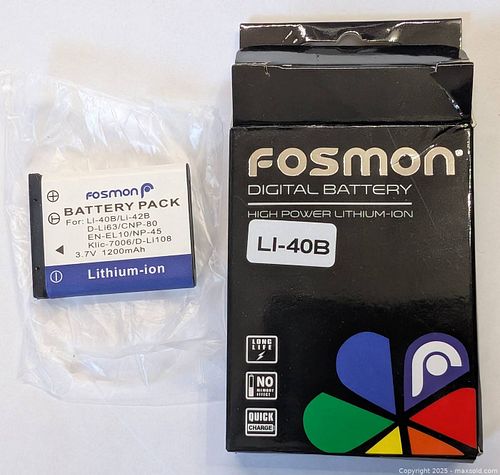 FOSMON
BATTERY PACK
For: LI-40B/Li-42B
D-Li63/CNP-80
EN-EL10/NP-45
Klic-7006/D-Li108
3.7V 1200mAh
Lithium-ion
FOSMON
DIGITAL BATTERY
HIGH POWER LITHIUM-ION
LI-40B
LONG
LIFE
NO
MEMORY
EFFECT
QUICK
CHARGE
Copyright 2025 - maxsold.com